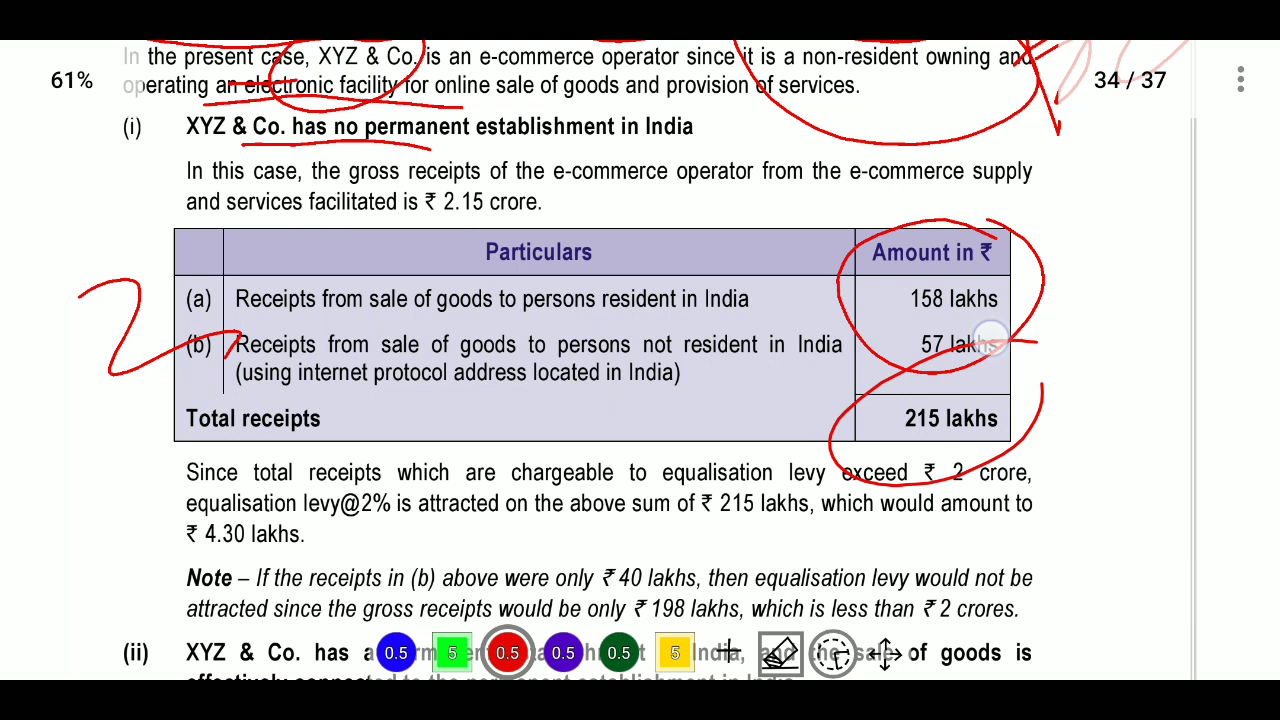 In the present case, XYZ & Co. is an e-commerce operator since it is a non-resident owning and
61%
34 / 37
operating an electronic facility for online sale of goods and provision of services.
(i) XYZ & Co. has no permanent establishment in India
In this case, the gross receipts of the e-commerce operator from the e-commerce supply
and services facilitated is ₹ 2.15 crore.
Particulars Amount in ₹
(a) Receipts from sale of goods to persons resident in India 158 lakhs
(b) Receipts from sale of goods to persons not resident in India 57 lakhs
(using internet protocol address located in India)
Total receipts 215 lakhs
Since total receipts which are chargeable to equalisation levy exceed ₹ 2 crore,
equalisation levy@2% is attracted on the above sum of ₹ 215 lakhs, which would amount to
₹ 4.30 lakhs.
Note – If the receipts in (b) above were only ₹ 40 lakhs, then equalisation levy would not be
attracted since the gross receipts would be only ₹ 198 lakhs, which is less than ₹ 2 crores.
(ii) XYZ & Co. has a India, and the sale of goods is
0.5 5 0.5 0.5 0.5 5